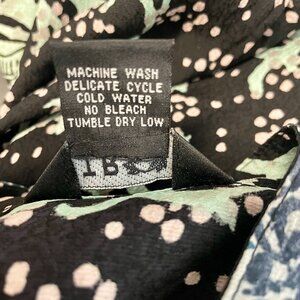 MACHINE WASH
DELICATE CYCLE
COLD WATER
NO BLEACH
TUMBLE DRY LOW